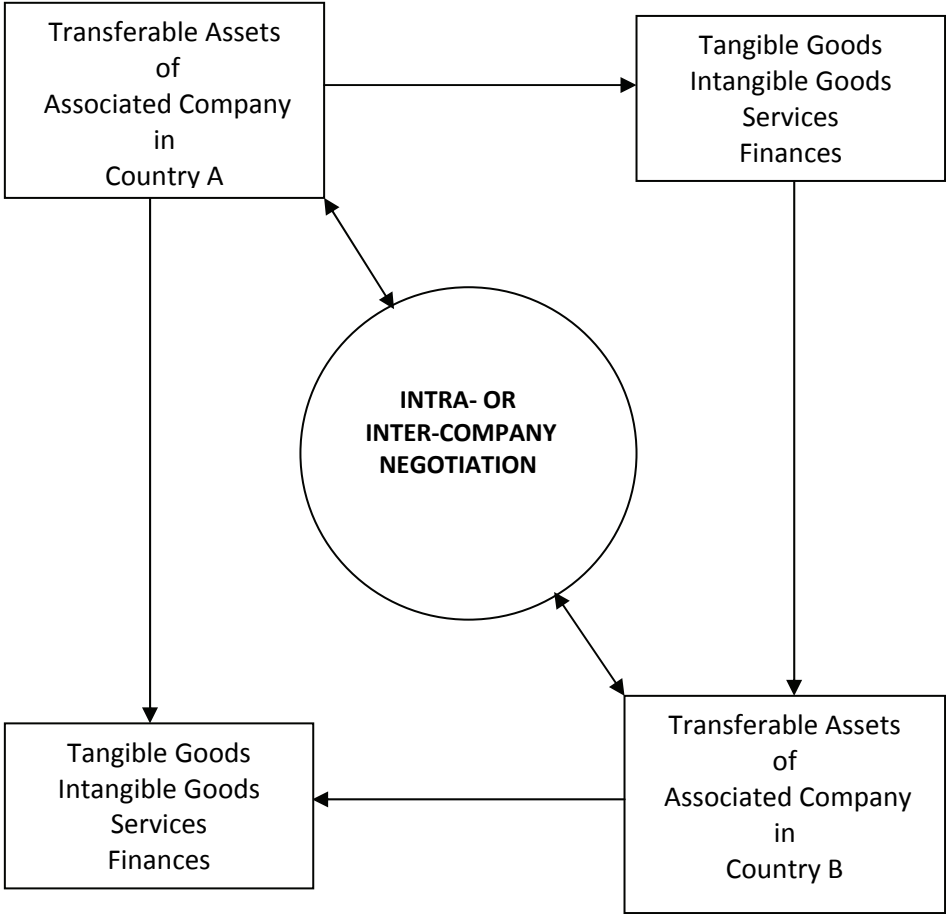 Transferable Assets
of
Associated Company
in
Country A
Tangible Goods
Intangible Goods
Services
Finances
INTRA- OR
INTER-COMPANY
NEGOTIATION
Tangible Goods
Intangible Goods
Services
Finances
Transferable Assets
of
Associated Company
in
Country B